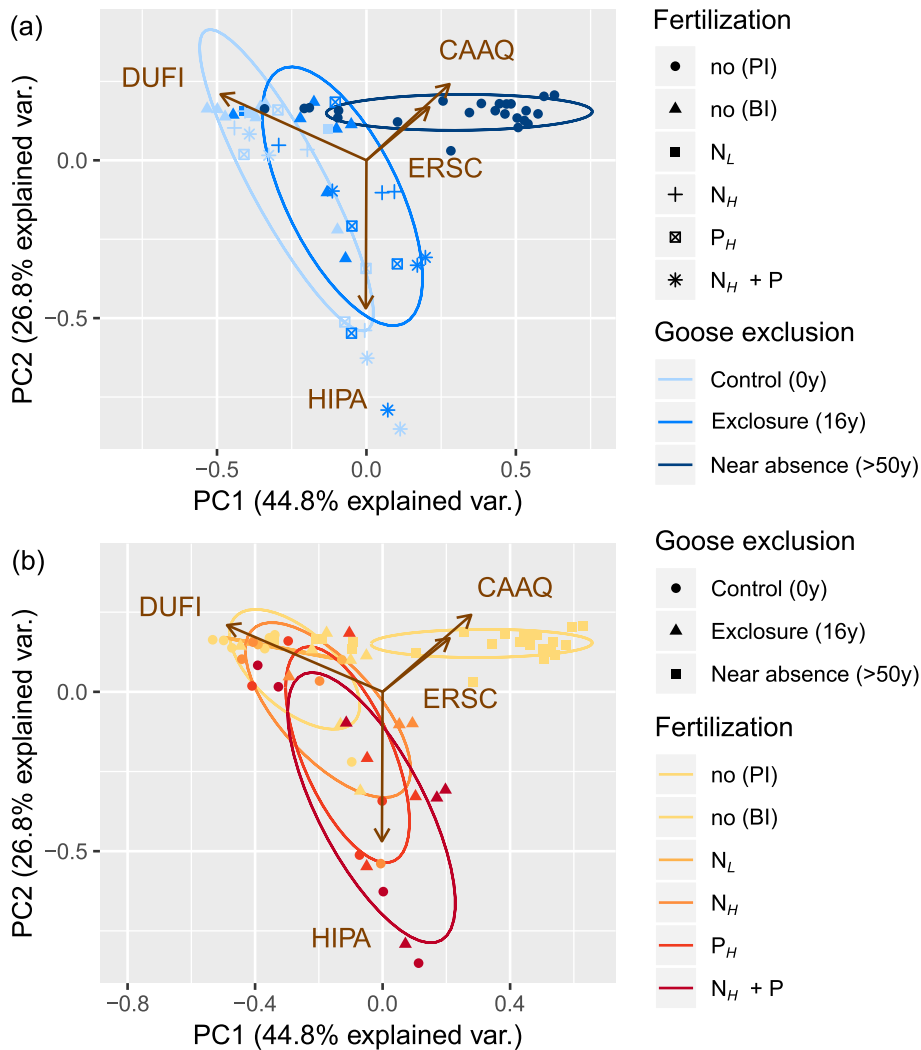 (a)
CAAQ
DUFI
ERSC
HIPA
0.0
−0.5
−0.5
0.0
0.5
PC2 (26.8% explained var.)
PC1 (44.8% explained var.)
Fertilization
no (PI)
no (BI)
N_L
N_H
P_H
N_H + P
Goose exclusion
Control (0y)
Exclosure (16y)
Near absence (>50y)
(b)
CAAQ
DUFI
ERSC
HIPA
0.0
−0.5
−0.8
−0.4
0.0
0.4
PC2 (26.8% explained var.)
PC1 (44.8% explained var.)
Goose exclusion
Control (0y)
Exclosure (16y)
Near absence (>50y)
Fertilization
no (PI)
no (BI)
N_L
N_H
P_H
N_H + P